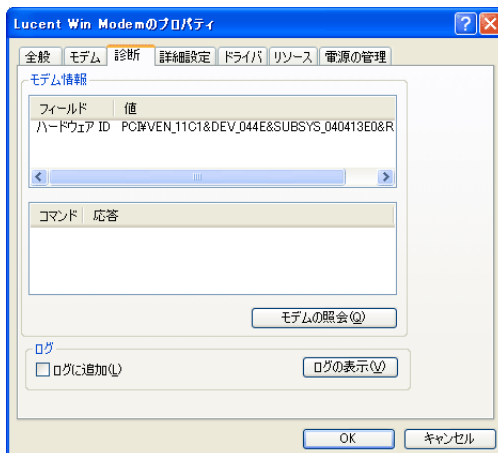 Lucent Win Modemのプロパティ
全般 モデム 診断 詳細設定 ドライバ リソース 電源の管理
モデム情報
フィールド 値
ハードウェア ID PCI¥VEN_11C1&DEV_044E&SUBSYS_040413E0&R
コマンド 応答
モデムの照会(Q)
ログ
ログに追加(L) ログの表示(V)
OK キャンセル